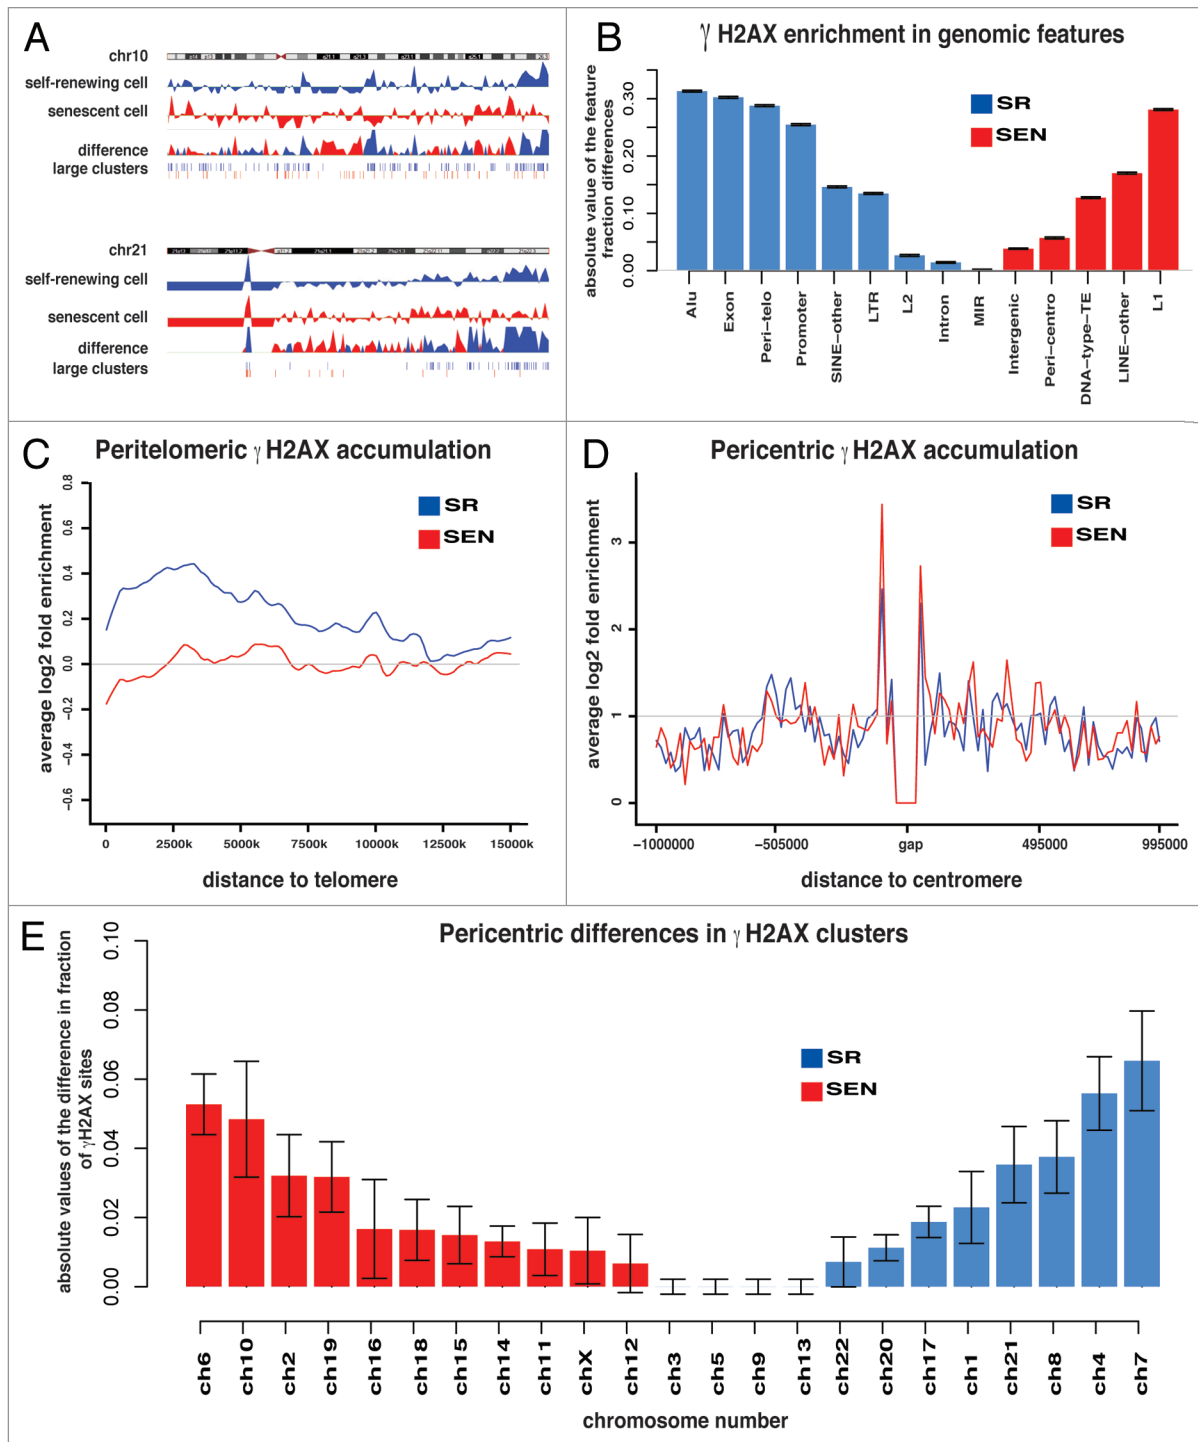 A
chr10
self-renewing cell
senescent cell
difference
large clusters
chr21
self-renewing cell
senescent cell
difference
large clusters
B
γ H2AX enrichment in genomic features
absolute value of the feature
fraction differences
0.30
0.20
0.10
0.00
SR
SEN
Alu
Exon
Peri-telo
Promoter
SINE-other
LTR
L2
Intron
MIR
Intergenic
Peri-centro
DNA-type-TE
LINE-other
L1
C
Peritelomeric γ H2AX accumulation
average log2 fold enrichment
0.8
0.6
0.4
0.2
0.0
-0.2
-0.4
-0.6
SR
SEN
0 2500k 5000k 7500k 10000k 12500k 15000k
distance to telomere
D
Pericentric γ H2AX accumulation
average log2 fold enrichment
3
2
1
0
SR
SEN
-1000000 -505000 gap 495000 995000
distance to centromere
E
Pericentric differences in γ H2AX clusters
absolute values of the difference in fraction
of γH2AX sites
0.10
0.08
0.06
0.04
0.02
0.00
SR
SEN
ch6
ch10
ch2
ch19
ch16
ch18
ch15
ch14
ch11
chX
ch12
ch3
ch5
ch9
ch13
ch22
ch20
ch17
ch1
ch21
ch8
ch4
ch7
chromosome number